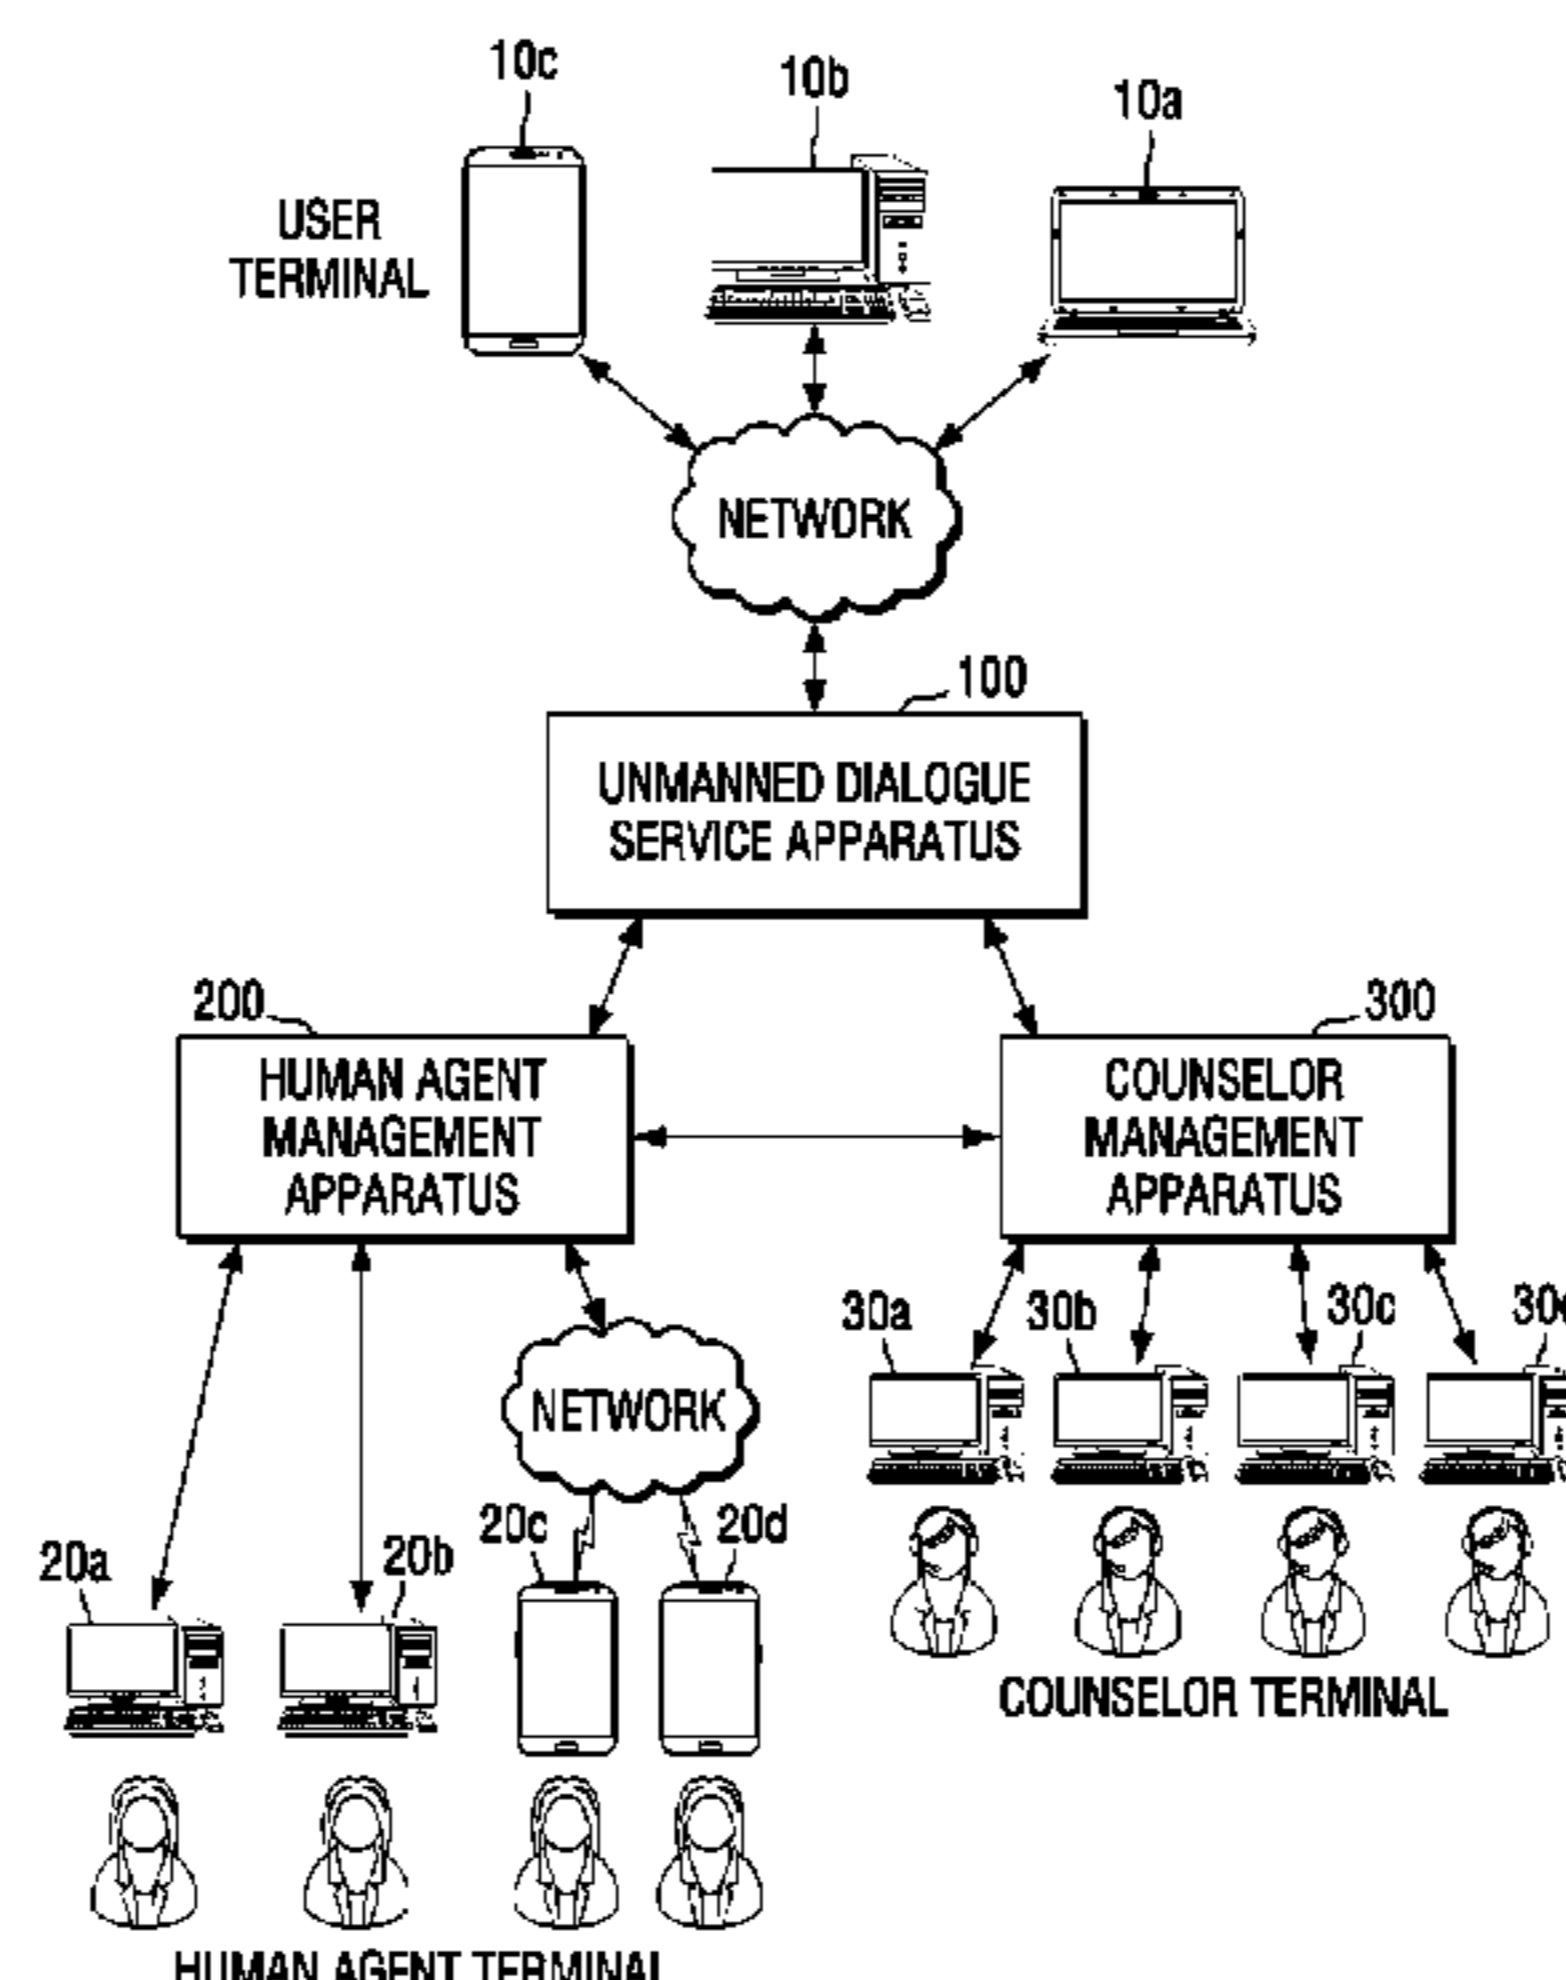 10c
10b
10a
USER
TERMINAL
NETWORK
100
UNMANNED DIALOGUE
SERVICE APPARATUS
200
300
HUMAN AGENT
MANAGEMENT
APPARATUS
COUNSELOR
MANAGEMENT
APPARATUS
30a
30b
30c
NETWORK
20a
20b
20c
20d
COUNSELOR TERMINAL
HUMAN AGENT TERMINAL